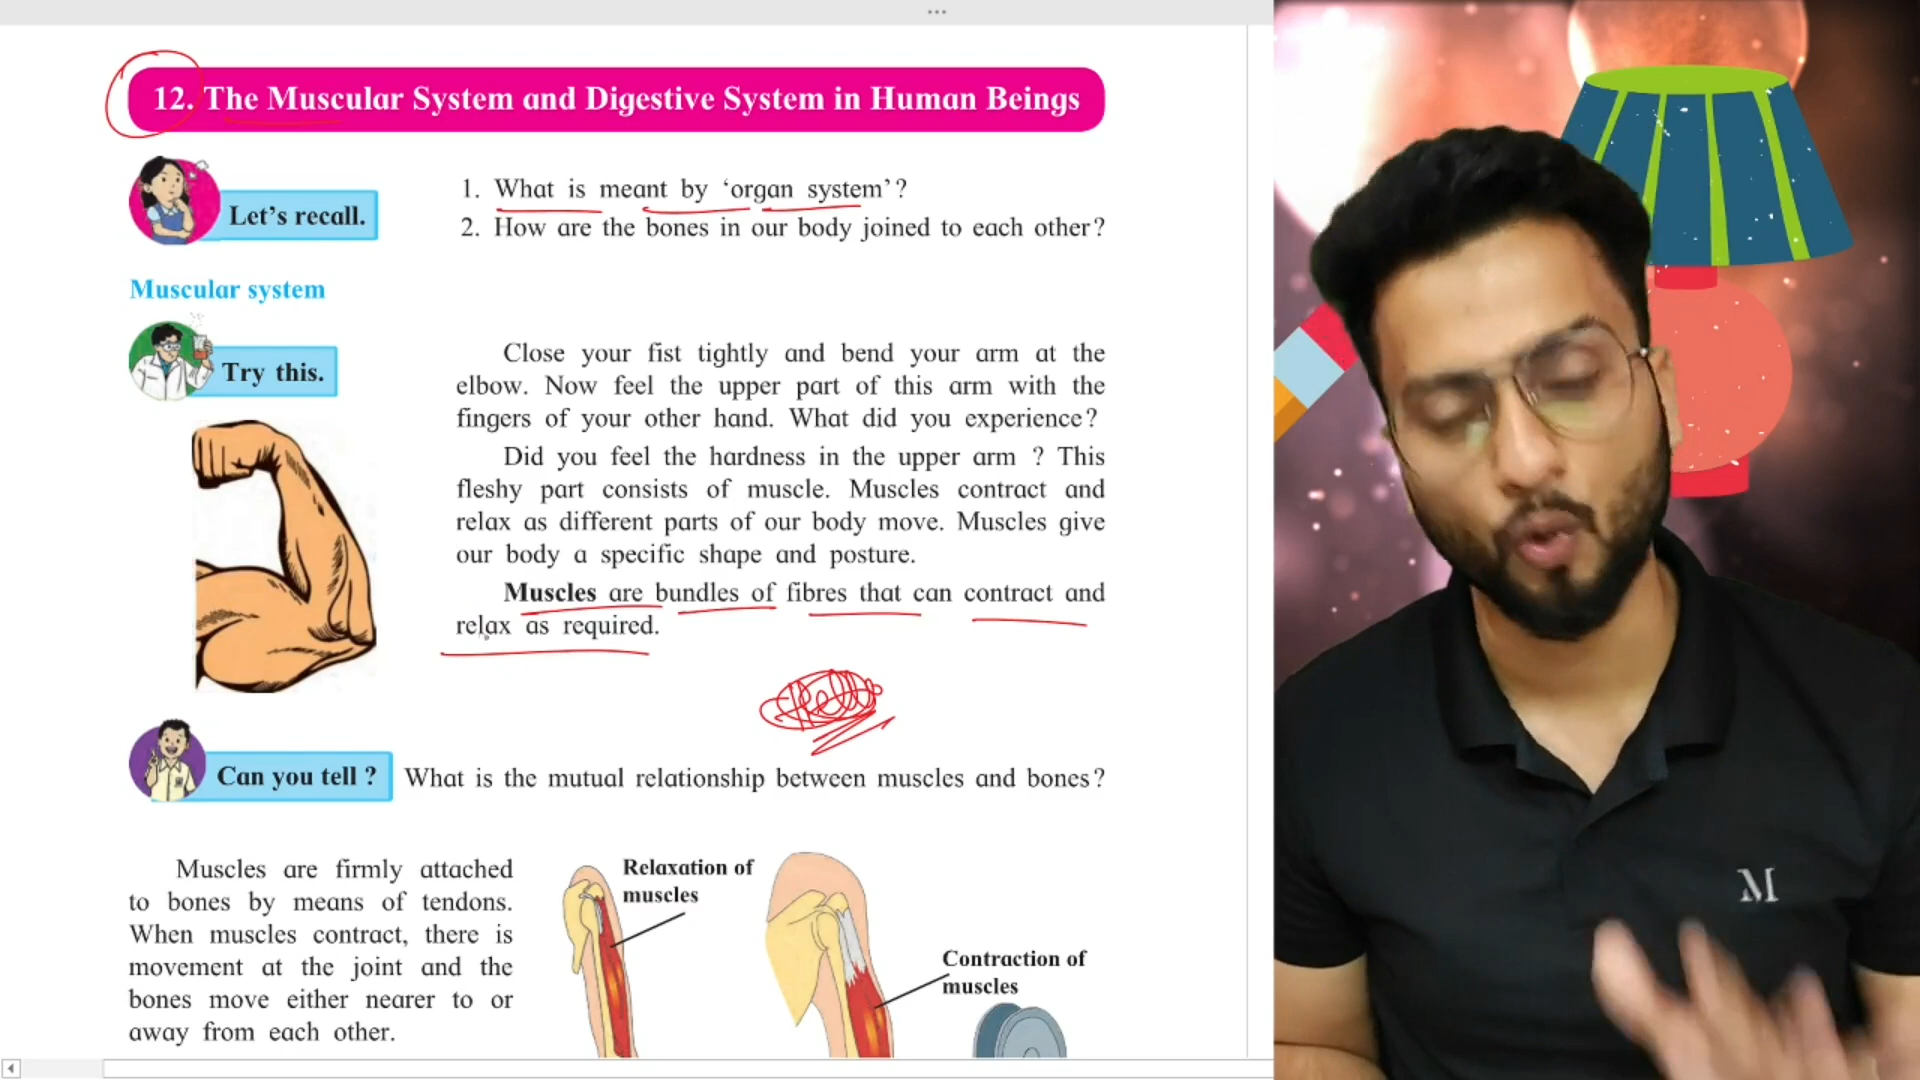 12. The Muscular System and Digestive System in Human Beings
Let's recall.
1. What is meant by ‘organ system’?
2. How are the bones in our body joined to each other?
Muscular system
Try this.
Close your fist tightly and bend your arm at the
elbow. Now feel the upper part of this arm with the
fingers of your other hand. What did you experience?
Did you feel the hardness in the upper arm ? This
fleshy part consists of muscle. Muscles contract and
relax as different parts of our body move. Muscles give
our body a specific shape and posture.
Muscles are bundles of fibres that can contract and
relax as required.
Can you tell ?
What is the mutual relationship between muscles and bones?
Muscles are firmly attached
to bones by means of tendons.
When muscles contract, there is
movement at the joint and the
bones move either nearer to or
away from each other.
Relaxation of
muscles
Contraction of
muscles
M